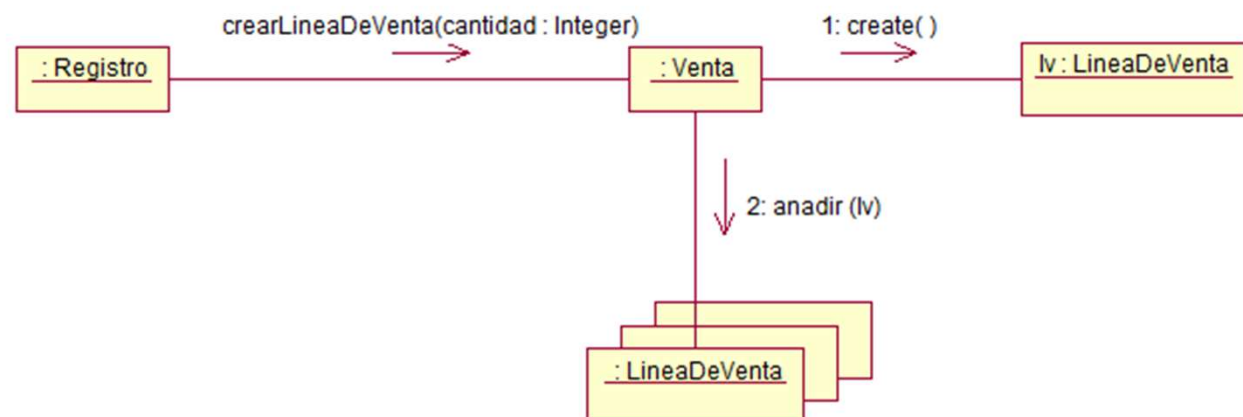 crearLineaDeVenta(cantidad : Integer)
1: create( )
: Registro
: Venta
lv : LineaDeVenta
2: anadir (lv)
: LineaDeVenta